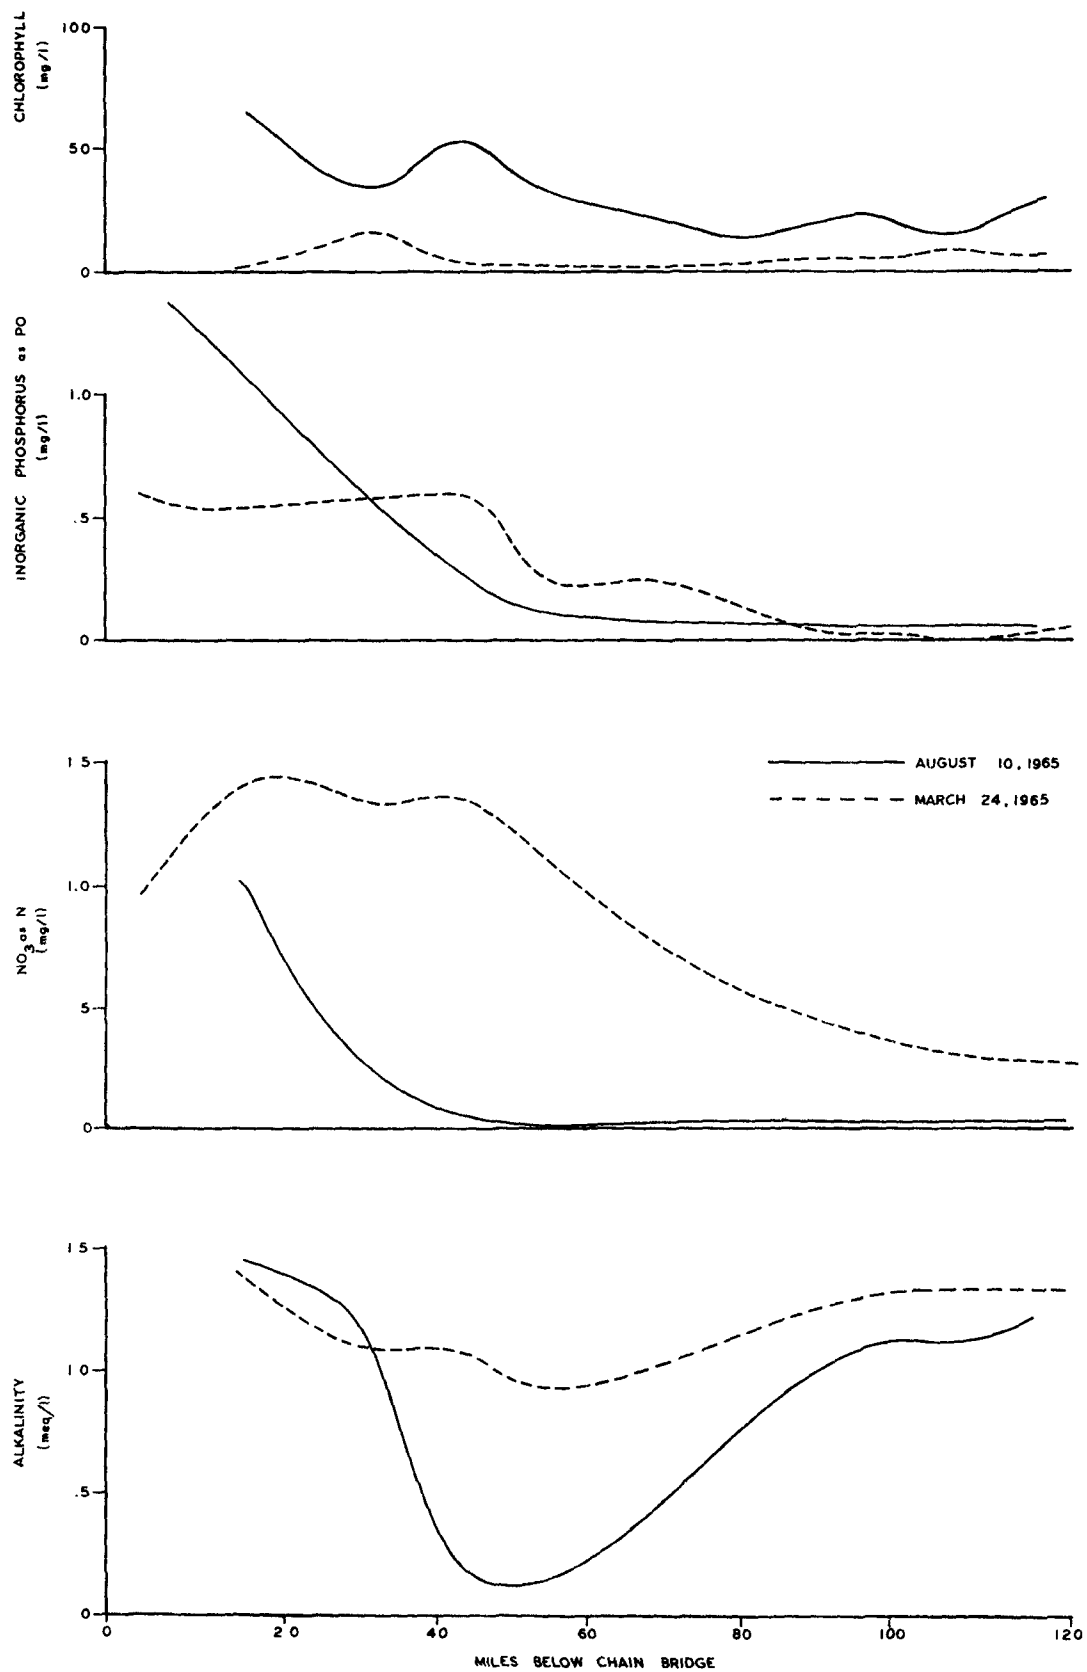 CHLOROPHYLL
(mg/l)
100
50
0
INORGANIC PHOSPHORUS as PO
(mg/l)
1.0
.5
0
AUGUST 10, 1965
MARCH 24, 1965
NO3 as N
(mg/l)
1 5
1.0
5
0
ALKALINITY
(meq/l)
1 5
1 0
.5
0
0 20 40 60 80 100 120
MILES BELOW CHAIN BRIDGE